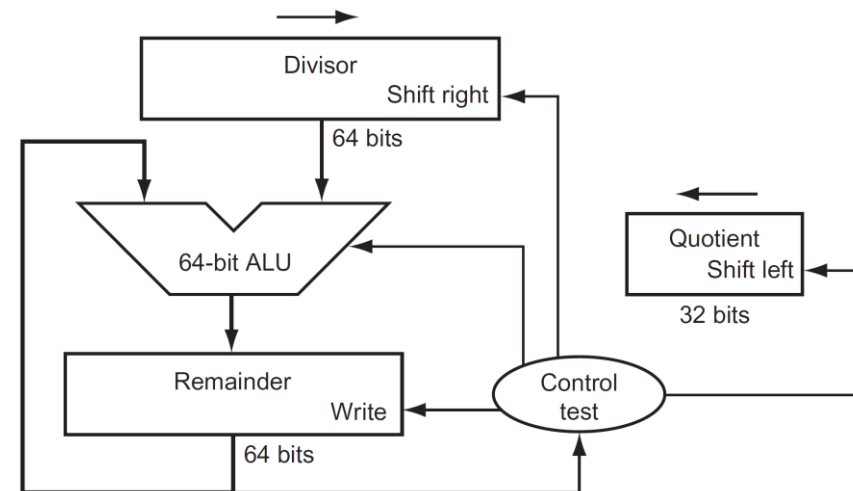 Divisor
Shift right
64 bits
64-bit ALU
Quotient
Shift left
32 bits
Remainder
Write
Control
test
64 bits